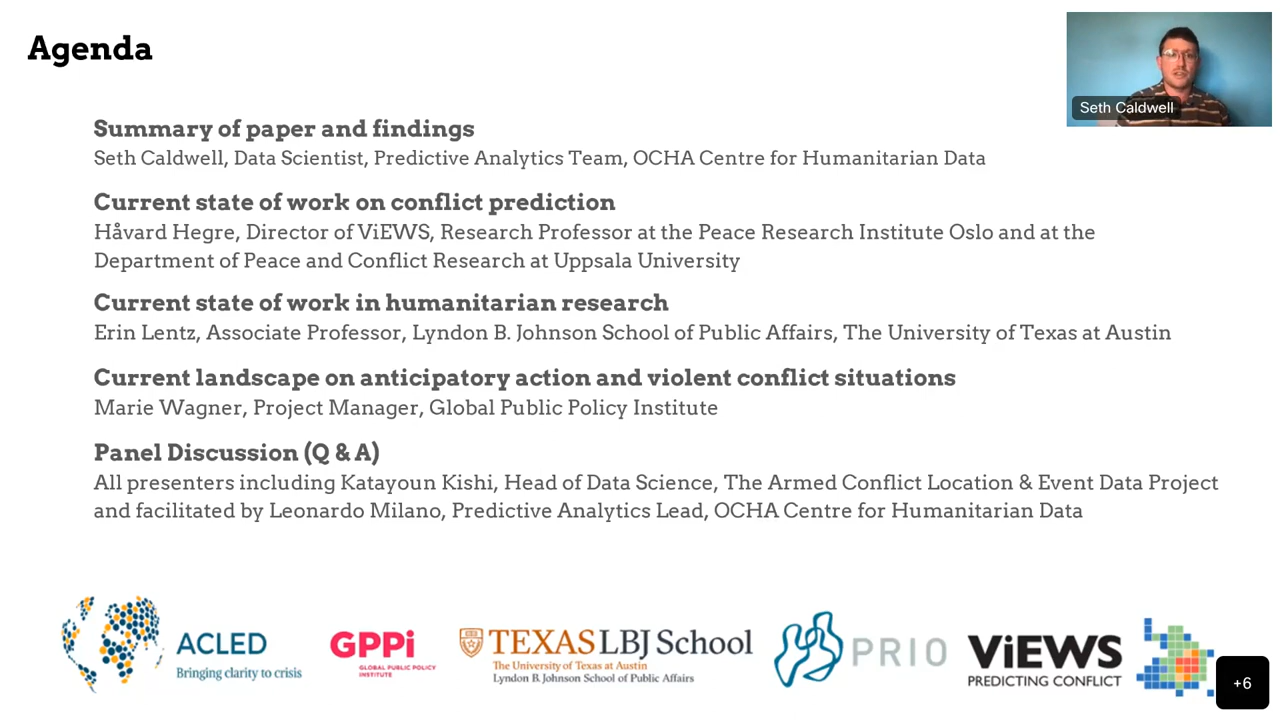 Agenda
Seth Caldwell
Summary of paper and findings
Seth Caldwell, Data Scientist, Predictive Analytics Team, OCHA Centre for Humanitarian Data
Current state of work on conflict prediction
Håvard Hegre, Director of ViEWS, Research Professor at the Peace Research Institute Oslo and at the
Department of Peace and Conflict Research at Uppsala University
Current state of work in humanitarian research
Erin Lentz, Associate Professor, Lyndon B. Johnson School of Public Affairs, The University of Texas at Austin
Current landscape on anticipatory action and violent conflict situations
Marie Wagner, Project Manager, Global Public Policy Institute
Panel Discussion (Q & A)
All presenters including Katayoun Kishi, Head of Data Science, The Armed Conflict Location & Event Data Project
and facilitated by Leonardo Milano, Predictive Analytics Lead, OCHA Centre for Humanitarian Data
ACLED
Bringing clarity to crisis
GPPi
GLOBAL PUBLIC POLICY
INSTITUTE
TEXAS LBJ School
The University of Texas at Austin
Lyndon B. Johnson School of Public Affairs
PRIO
ViEWS
PREDICTING CONFLICT
+6